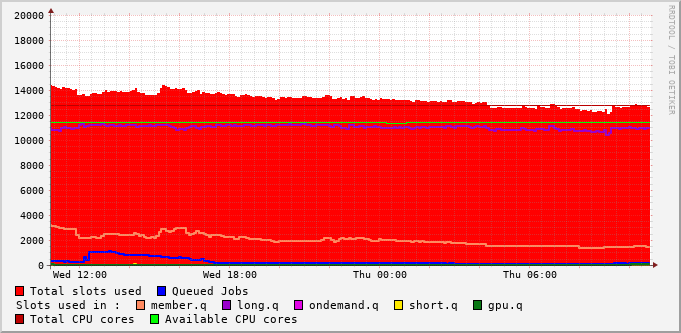 20000
18000
16000
14000
12000
10000
8000
6000
4000
2000
0
Wed 12:00 Wed 18:00 Thu 00:00 Thu 06:00
Total slots used Queued Jobs
Slots used in : member.q long.q ondemand.q short.q gpu.q
Total CPU cores Available CPU cores
RRDTOOL / TOBI OETIKER